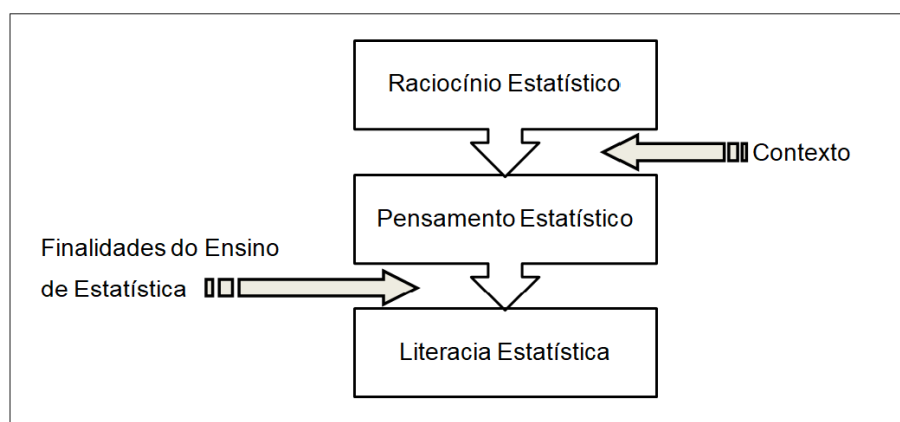 Raciocínio Estatístico
Contexto
Pensamento Estatístico
Finalidades do Ensino
de Estatística
Literacia Estatística